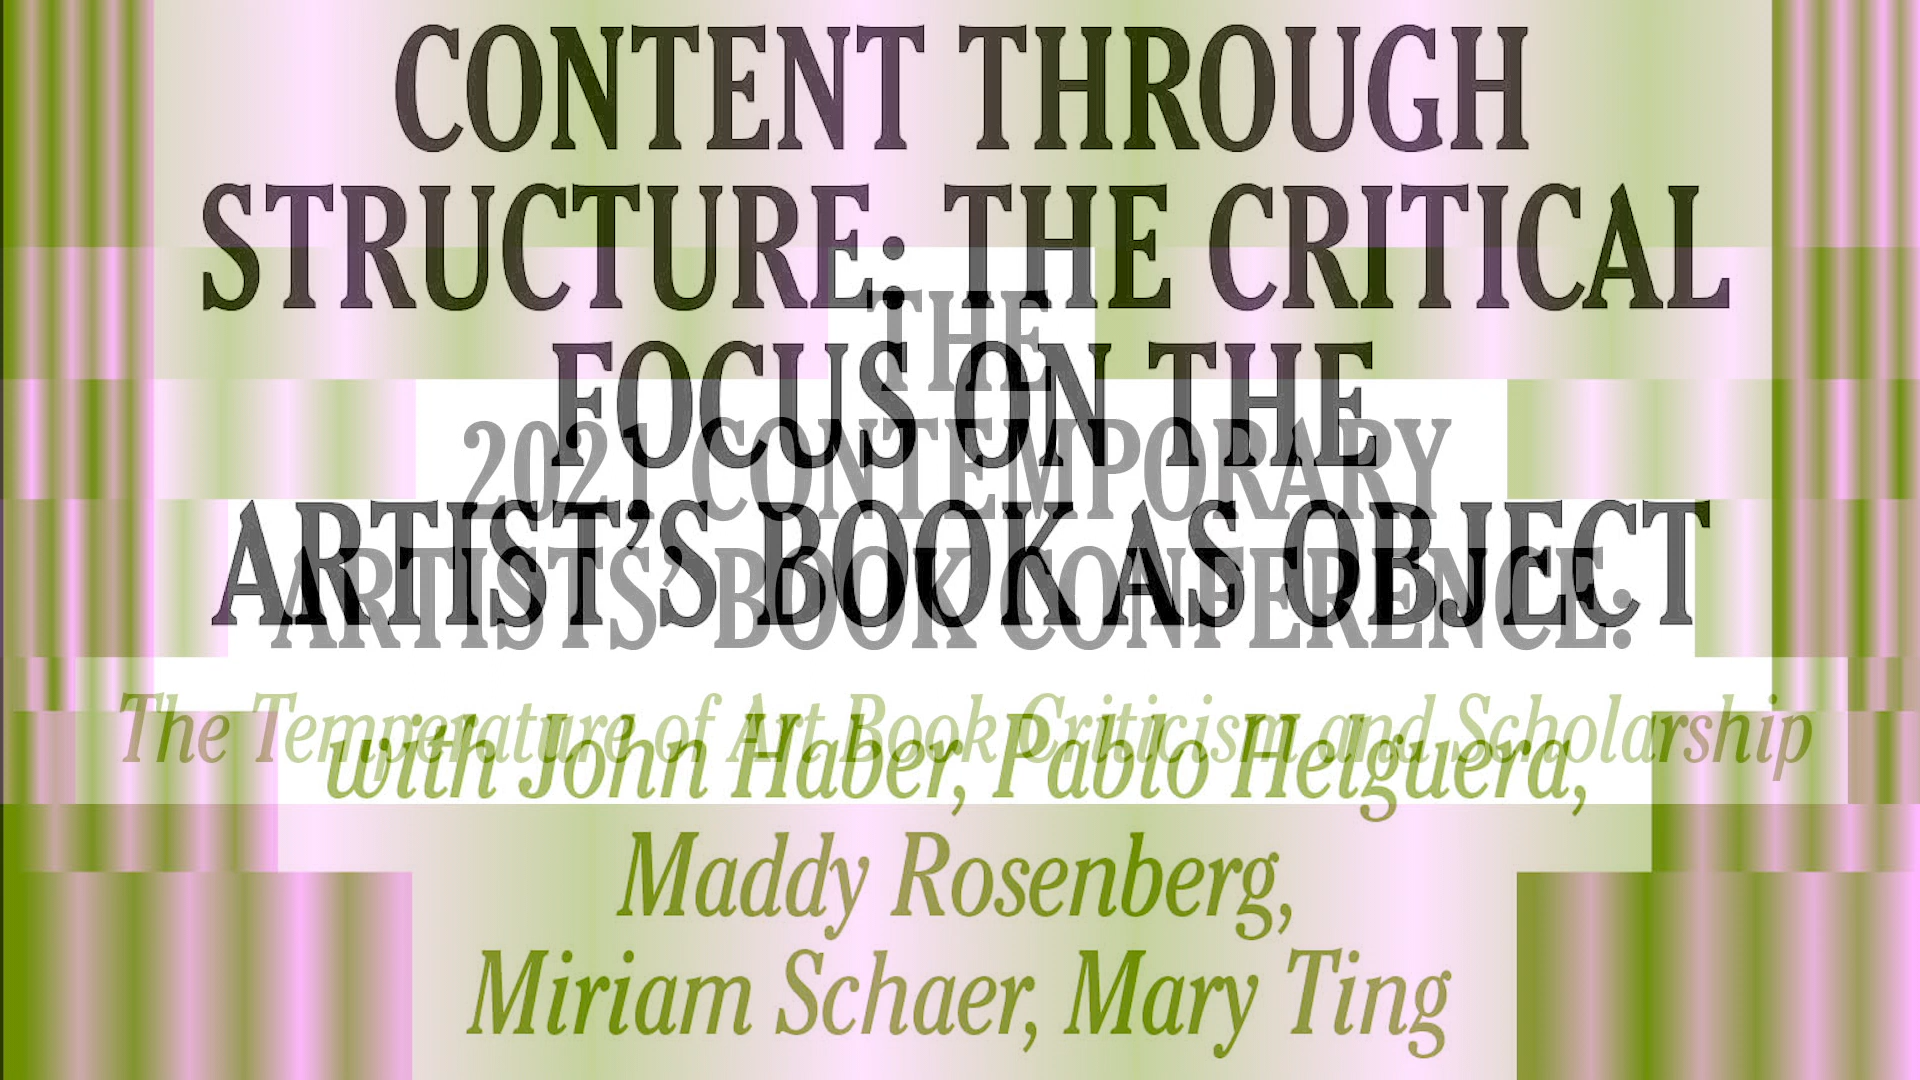 CONTENT THROUGH
STRUCTURE: THE CRITICAL
FOCUS ON THE
ARTIST’S BOOK AS OBJECT
with John Haber, Pablo Helguera,
Maddy Rosenberg,
Miriam Schaer, Mary Ting
THE
2021 CONTEMPORARY
ARTISTS’ BOOK CONFERENCE:
The Temperature of Art Book Criticism and Scholarship